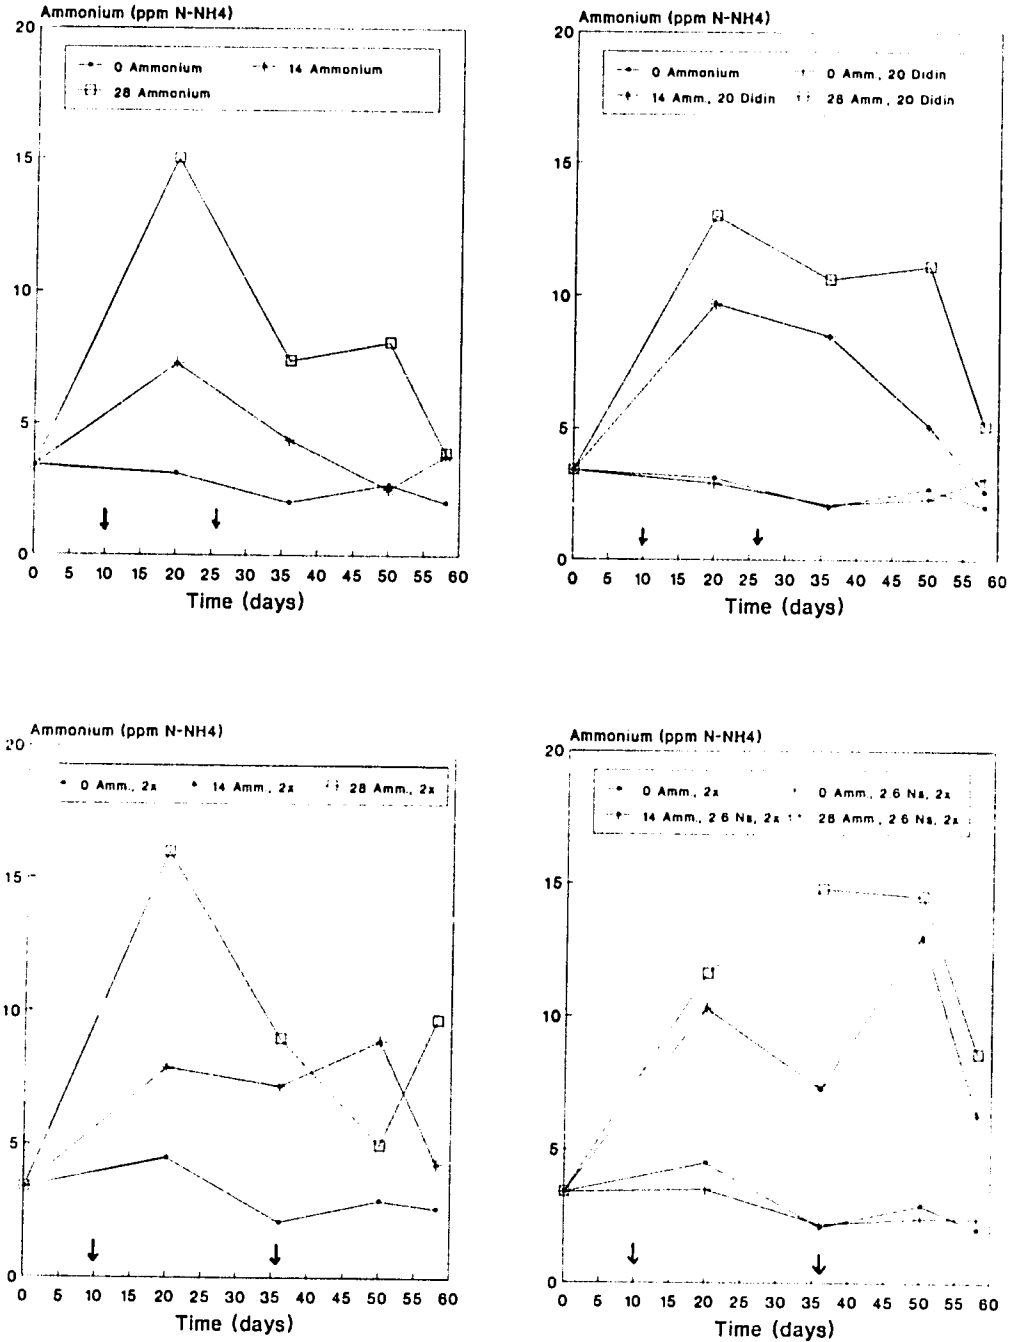 Ammonium (ppm N-NH4)
20
0 Ammonium 14 Ammonium
28 Ammonium
15
10
5
0
0 5 10 15 20 25 30 35 40 45 50 55 60
Time (days)
Ammonium (ppm N-NH4)
20
0 Ammonium 0 Amm., 20 Didin
14 Amm., 20 Didin 28 Amm., 20 Didin
15
10
5
0
0 5 10 15 20 25 30 35 40 45 50 55 60
Time (days)
Ammonium (ppm N-NH4)
20
0 Amm., 2x 14 Amm., 2x 28 Amm., 2x
15
10
5
0
0 5 10 15 20 25 30 35 40 45 50 55 60
Time (days)
Ammonium (ppm N-NH4)
20
0 Amm., 2x 0 Amm., 2.6 Ns, 2x
14 Amm., 2.6 Ns, 2x 28 Amm., 2.6 Ns, 2x
15
10
5
0
0 5 10 15 20 25 30 35 40 45 50 55 60
Time (days)